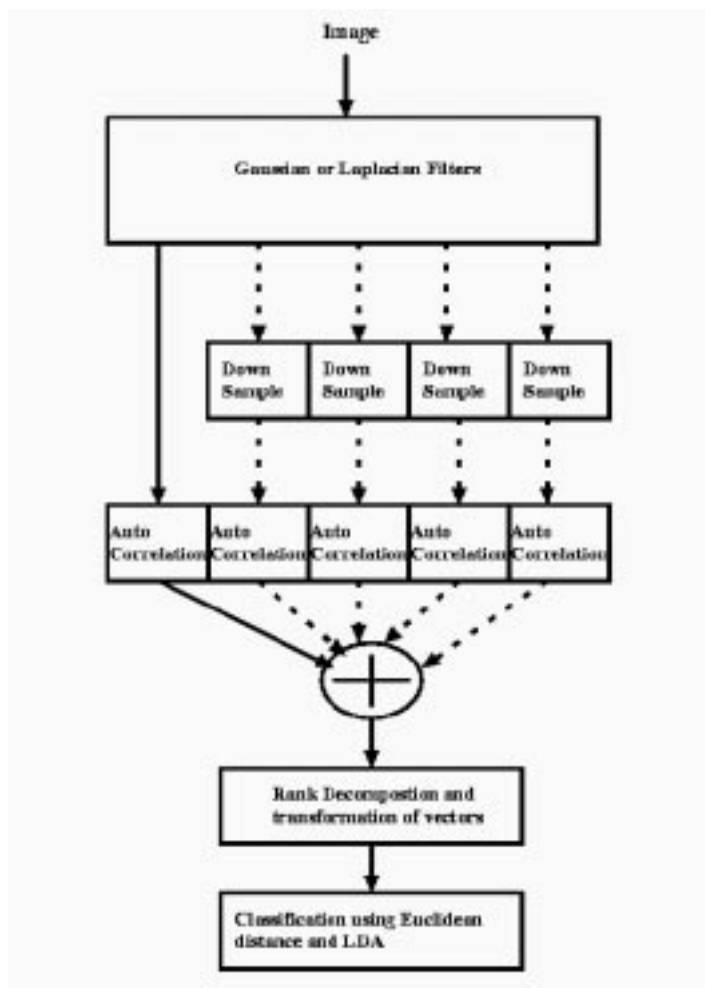 Image
Gaussian or Laplacian Filters
Down Down Down Down
Sample Sample Sample Sample
Auto Auto Auto Auto Auto
Correlation Correlation Correlation Correlation Correlation
Rank Decompostion and
transformation of vectors
Classification using Euclidean
distance and LDA